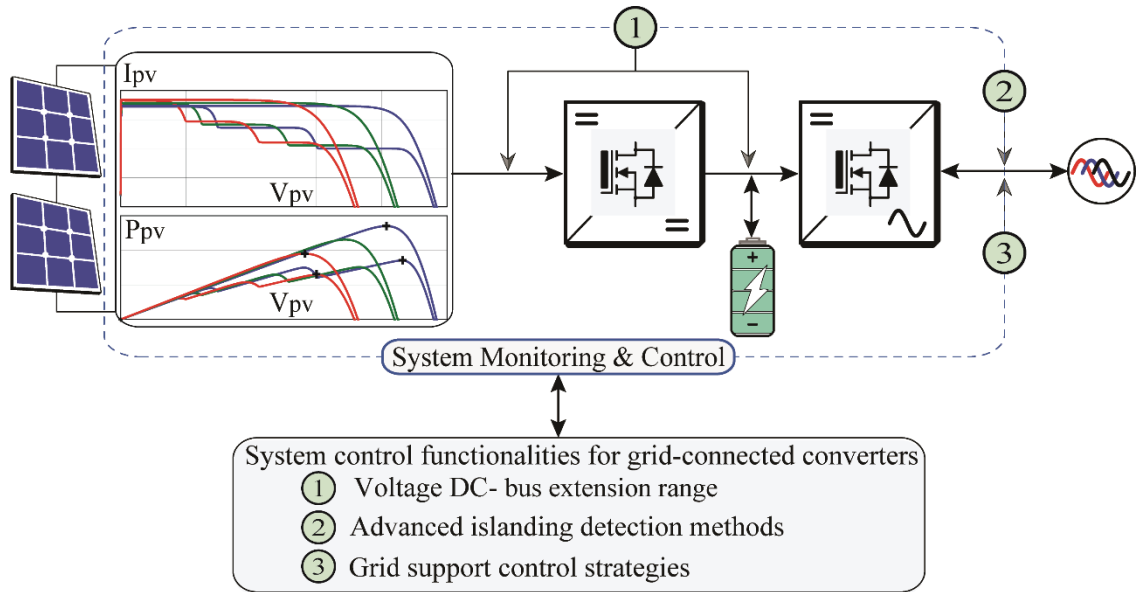 1
Ipv
2
Vpv
Ppv
3
Vpv
System Monitoring & Control
System control functionalities for grid-connected converters
1 Voltage DC- bus extension range
2 Advanced islanding detection methods
3 Grid support control strategies